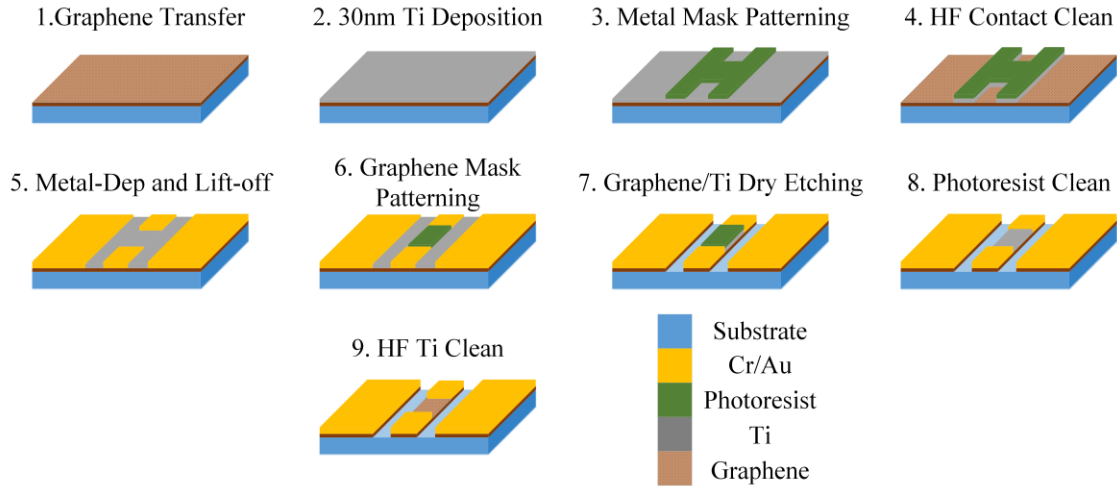 1.Graphene Transfer
2. 30nm Ti Deposition
3. Metal Mask Patterning
4. HF Contact Clean
5. Metal-Dep and Lift-off
6. Graphene Mask
Patterning
7. Graphene/Ti Dry Etching
8. Photoresist Clean
9. HF Ti Clean
Substrate
Cr/Au
Photoresist
Ti
Graphene